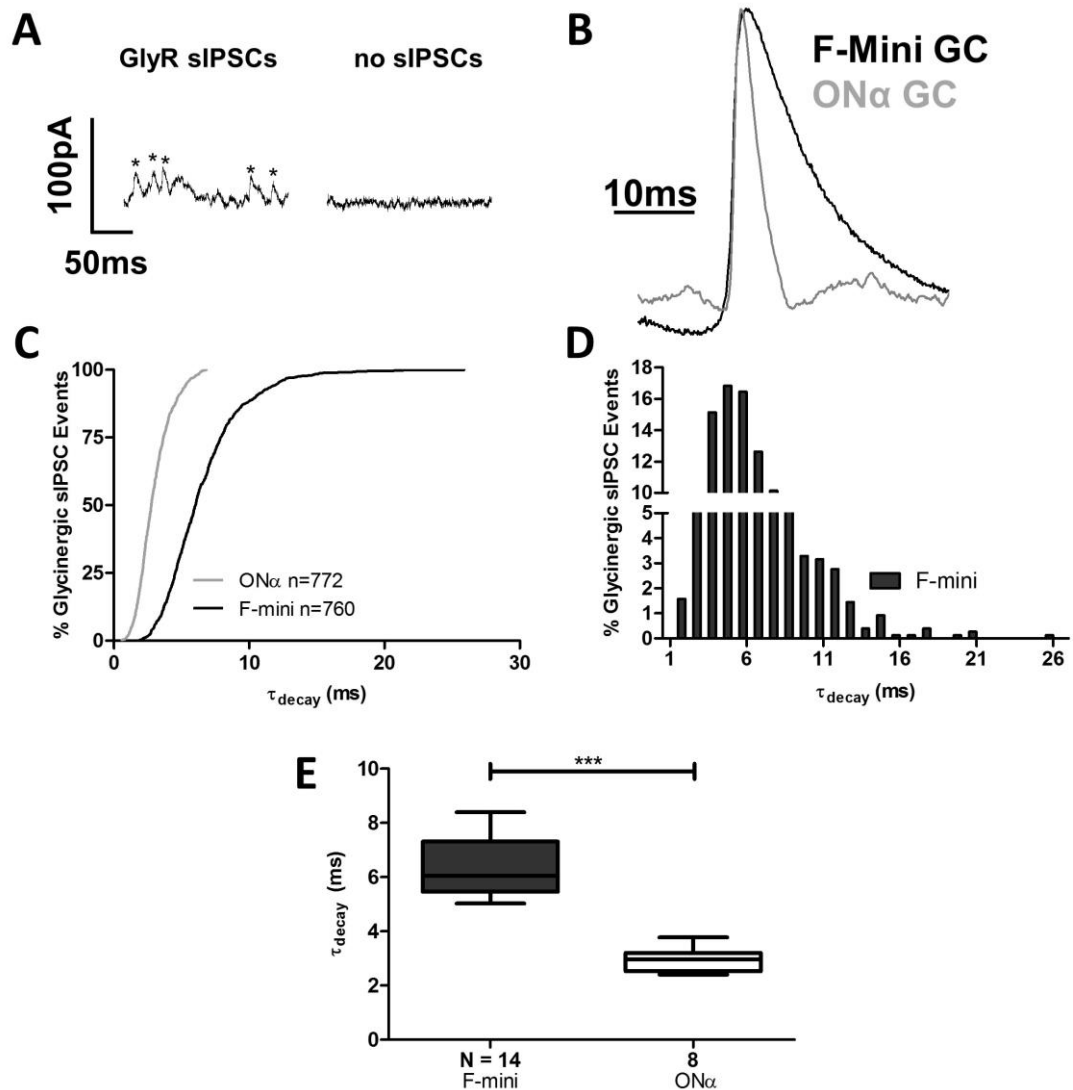 A
GlyR sIPSCs
no sIPSCs
100pA
50ms
* * * * *
B
F-Mini GC
ONα GC
10ms
C
% Glycinergic sIPSC Events
100
75
50
25
0
ONα n=772
F-mini n=760
0 10 20 30
τdecay (ms)
D
% Glycinergic sIPSC Events
18
16
14
12
10
5
4
3
2
1
0
F-mini
1 6 11 16 21 26
τdecay (ms)
E
***
τdecay (ms)
10
8
6
4
2
0
N = 14 8
F-mini ONα